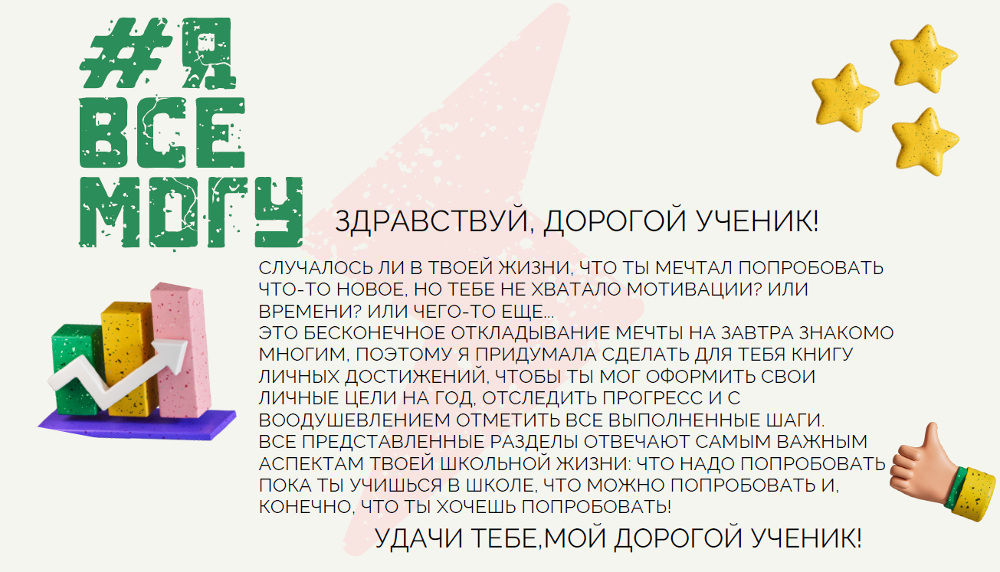 #Я
ВСЕ
МОГУ
ЗДРАВСТВУЙ, ДОРОГОЙ УЧЕНИК!
СЛУЧАЛОСЬ ЛИ В ТВОЕЙ ЖИЗНИ, ЧТО ТЫ МЕЧТАЛ ПОПРОБОВАТЬ
ЧТО-ТО НОВОЕ, НО ТЕБЕ НЕ ХВАТАЛО МОТИВАЦИИ? ИЛИ
ВРЕМЕНИ? ИЛИ ЧЕГО-ТО ЕЩЕ...
ЭТО БЕСКОНЕЧНОЕ ОТКЛАДЫВАНИЕ МЕЧТЫ НА ЗАВТРА ЗНАКОМО
МНОГИМ, ПОЭТОМУ Я ПРИДУМАЛА СДЕЛАТЬ ДЛЯ ТЕБЯ КНИГУ
ЛИЧНЫХ ДОСТИЖЕНИЙ, ЧТОБЫ ТЫ МОГ ОФОРМИТЬ СВОИ
ЛИЧНЫЕ ЦЕЛИ НА ГОД, ОТСЛЕДИТЬ ПРОГРЕСС И С
ВООДУШЕВЛЕНИЕМ ОТМЕТИТЬ ВСЕ ВЫПОЛНЕННЫЕ ШАГИ.
ВСЕ ПРЕДСТАВЛЕННЫЕ РАЗДЕЛЫ ОТВЕЧАЮТ САМЫМ ВАЖНЫМ
АСПЕКТАМ ТВОЕЙ ШКОЛЬНОЙ ЖИЗНИ: ЧТО НАДО ПОПРОБОВАТЬ
ПОКА ТЫ УЧИШЬСЯ В ШКОЛЕ, ЧТО МОЖНО ПОПРОБОВАТЬ И,
КОНЕЧНО, ЧТО ТЫ ХОЧЕШЬ ПОПРОБОВАТЬ!
УДАЧИ ТЕБЕ,МОЙ ДОРОГОЙ УЧЕНИК!